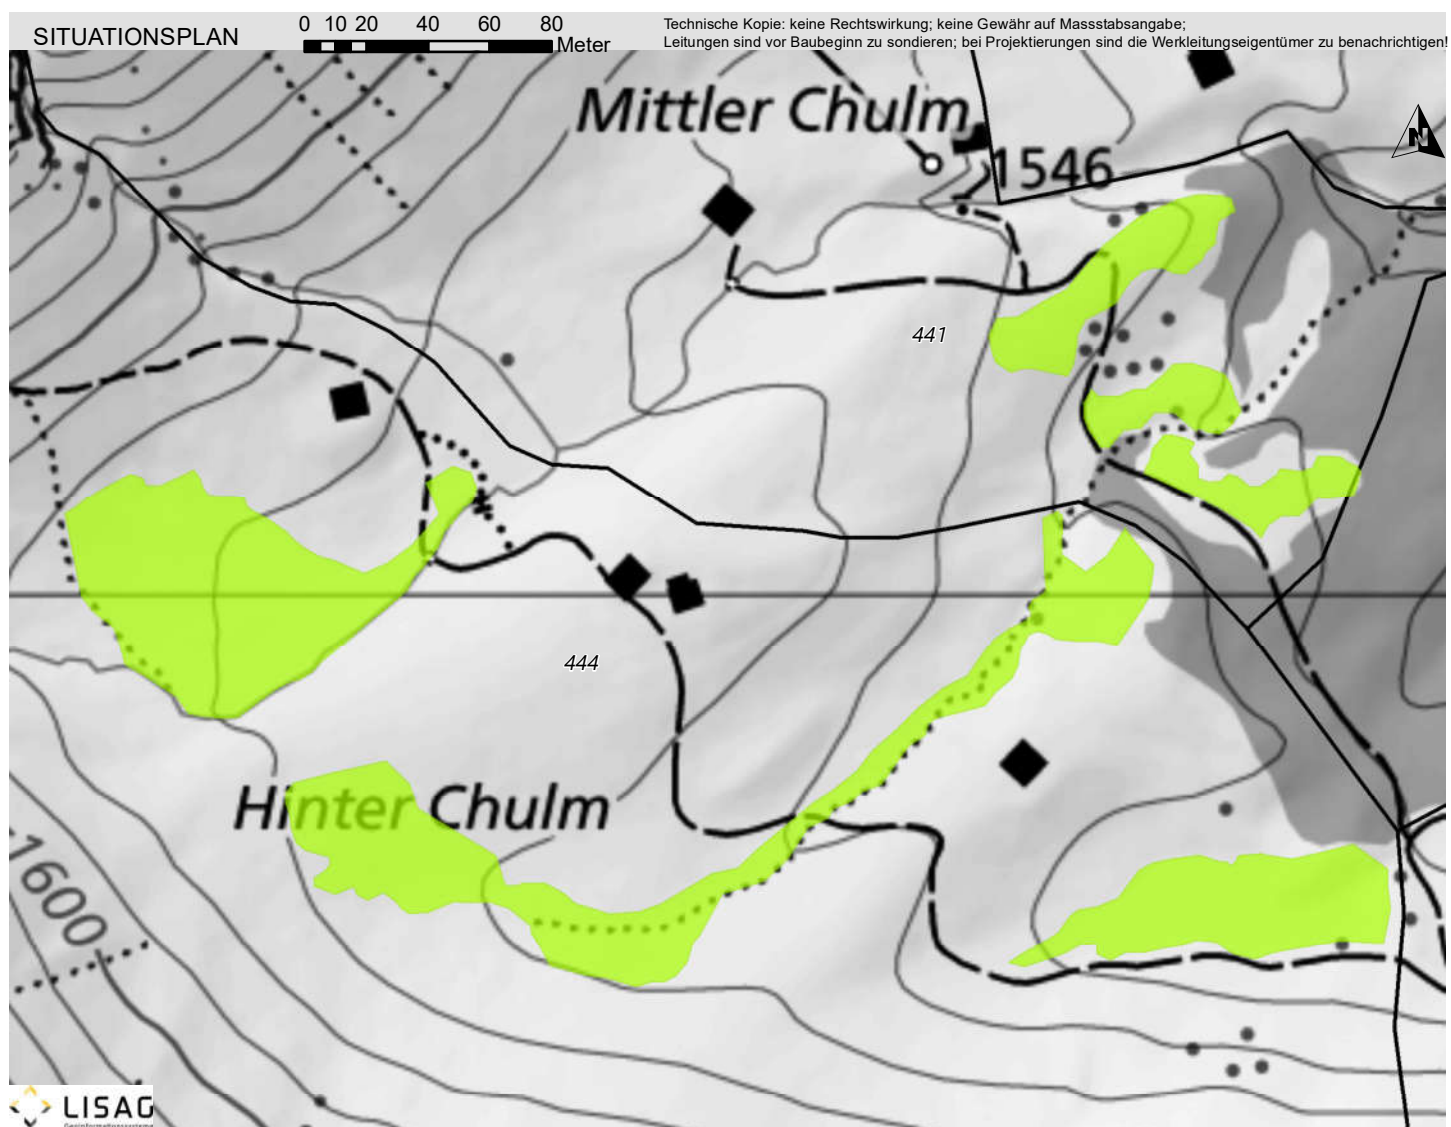 SITUATIONSPLAN
0 10 20 40 60 80
Meter
Technische Kopie: keine Rechtswirkung; keine Gewähr auf Massstabsangabe;
Leitungen sind vor Baubeginn zu sondieren; bei Projektierungen sind die Werkleitungseigentümer zu benachrichtigen!
Mittler Chulm
1546
N
441
444
Hinter Chulm
1600
LISAG
Geoinformationssysteme